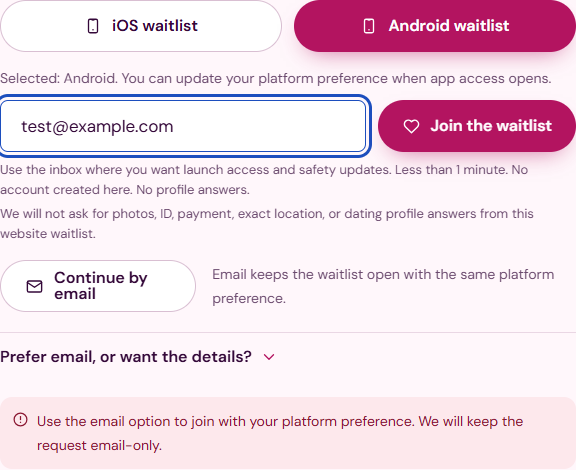 iOS waitlist
Android waitlist
Selected: Android. You can update your platform preference when app access opens.
test@example.com
Join the waitlist
Use the inbox where you want launch access and safety updates. Less than 1 minute. No
account created here. No profile answers.
We will not ask for photos, ID, payment, exact location, or dating profile answers from this
website waitlist.
Continue by
email
Email keeps the waitlist open with the same platform
preference.
Prefer email, or want the details?
Use the email option to join with your platform preference. We will keep the
request email-only.